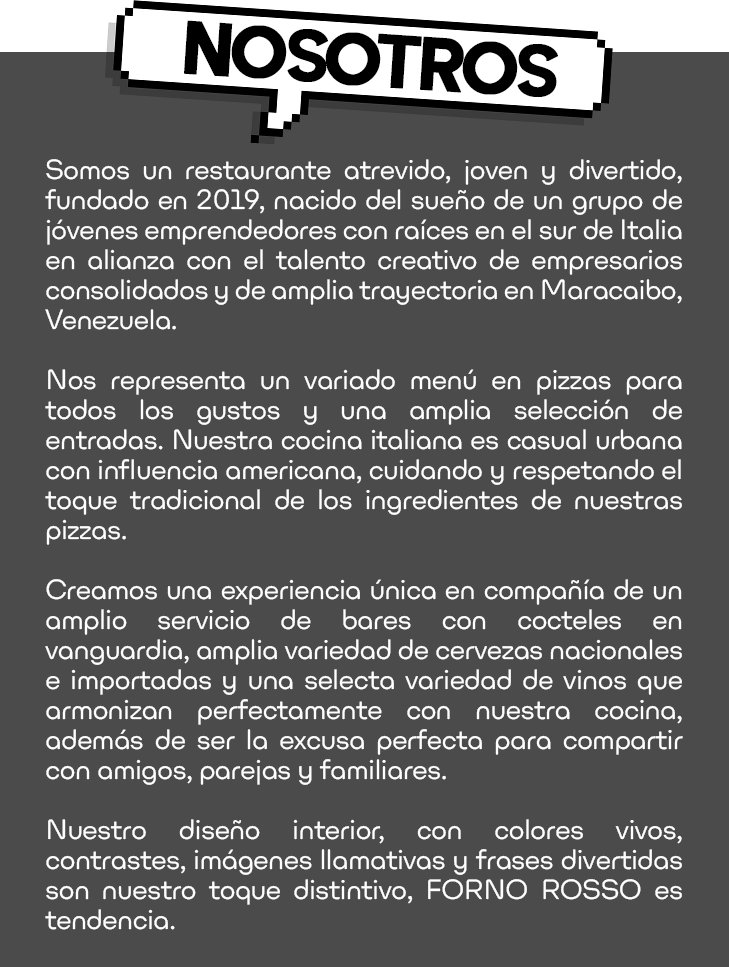 NOSOTROS
Somos un restaurante atrevido, joven y divertido,
fundado en 2019, nacido del sueño de un grupo de
jóvenes emprendedores con raíces en el sur de Italia
en alianza con el talento creativo de empresarios
consolidados y de amplia trayectoria en Maracaibo,
Venezuela.
Nos representa un variado menú en pizzas para
todos los gustos y una amplia selección de
entradas. Nuestra cocina italiana es casual urbana
con influencia americana, cuidando y respetando el
toque tradicional de los ingredientes de nuestras
pizzas.
Creamos una experiencia única en compañía de un
amplio servicio de bares con cocteles en
vanguardia, amplia variedad de cervezas nacionales
e importadas y una selecta variedad de vinos que
armonizan perfectamente con nuestra cocina,
además de ser la excusa perfecta para compartir
con amigos, parejas y familiares.
Nuestro diseño interior, con colores vivos,
contrastes, imágenes llamativas y frases divertidas
son nuestro toque distintivo, FORNO ROSSO es
tendencia.